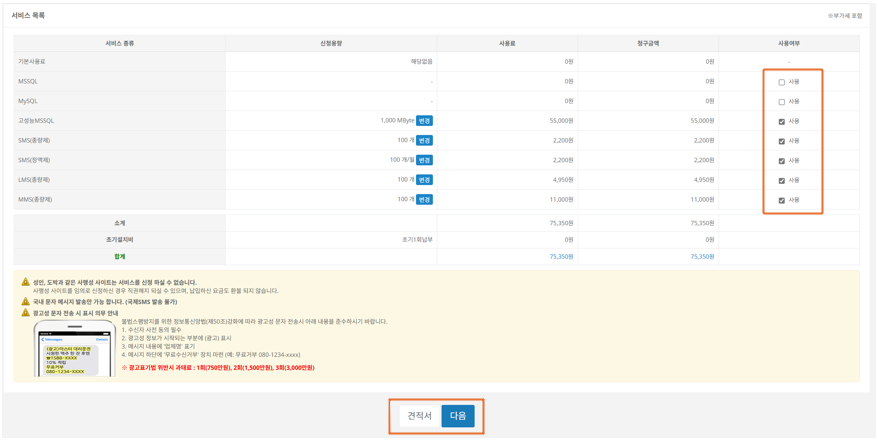 서비스 목록 ※부가세 포함
서비스 종류 신청용량 사용료 청구금액 사용여부
기본사용료 해당없음 0원 0원 -
MSSQL - 0원 0원 사용
MySQL - 0원 0원 사용
고성능MSSQL 1,000 MByte 변경 55,000원 55,000원 사용
SMS(종량제) 100 개 변경 2,200원 2,200원 사용
SMS(정액제) 100 개/월 변경 2,200원 2,200원 사용
LMS(종량제) 100 개 변경 4,950원 4,950원 사용
MMS(종량제) 100 개 변경 11,000원 11,000원 사용
소계 75,350원 75,350원
초기설치비 초기1회납부 0원 0원
합계 75,350원 75,350원
성인, 도박과 같은 사행성 사이트는 서비스를 신청 하실 수 없습니다.
사행성 사이트를 임의로 신청하신 경우 직권해지 되실 수 있으며, 납입하신 요금도 환불 되지 않습니다.
국내 문자 메시지 발송만 가능 합니다. (국제SMS 발송 불가)
광고성 문자 전송 시 표시 의무 안내
불법스팸방지를 위한 정보통신망법(제50조)강화에 따라 광고성 문자 전송시 아래 내용을 준수하시기 바랍니다.
1. 수신자 사전 동의 필수
2. 광고성 정보가 시작되는 부분에 (광고) 표시
3. 메시지 내용에 '업체명' 표기
4. 메시지 하단에 '무료수신거부' 장치 마련 (예: 무료거부 080-1234-xxxx)
※ 광고표기법 위반시 과태료 : 1회(750만원), 2회(1,500만원), 3회(3,000만원)
(광고)미스터 대리운전
시원한 맥주 한 잔 후엔
☎1588-XXXX
10% 적립
무료거부
080-1234-XXXX
견적서 다음